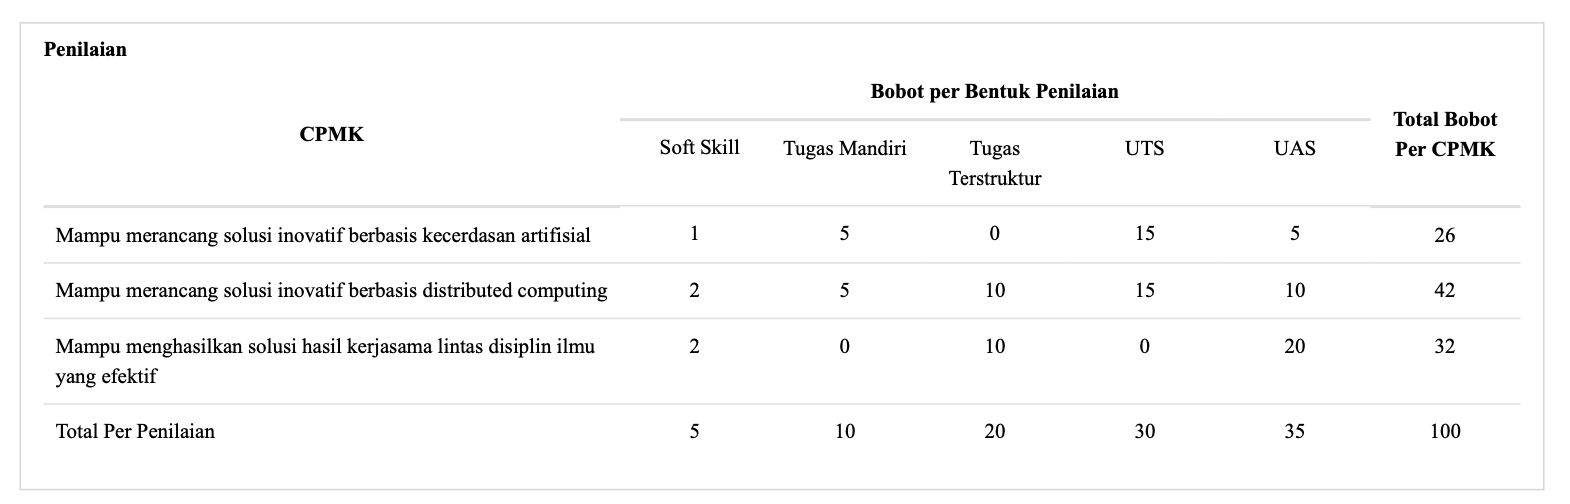 Penilaian
Bobot per Bentuk Penilaian
CPMK
Total Bobot
Per CPMK
Soft Skill Tugas Mandiri Tugas UTS UAS
Terstruktur
Mampu merancang solusi inovatif berbasis kecerdasan artifisial 1 5 0 15 5 26
Mampu merancang solusi inovatif berbasis distributed computing 2 5 10 15 10 42
Mampu menghasilkan solusi hasil kerjasama lintas disiplin ilmu 2 0 10 0 20 32
yang efektif
Total Per Penilaian 5 10 20 30 35 100